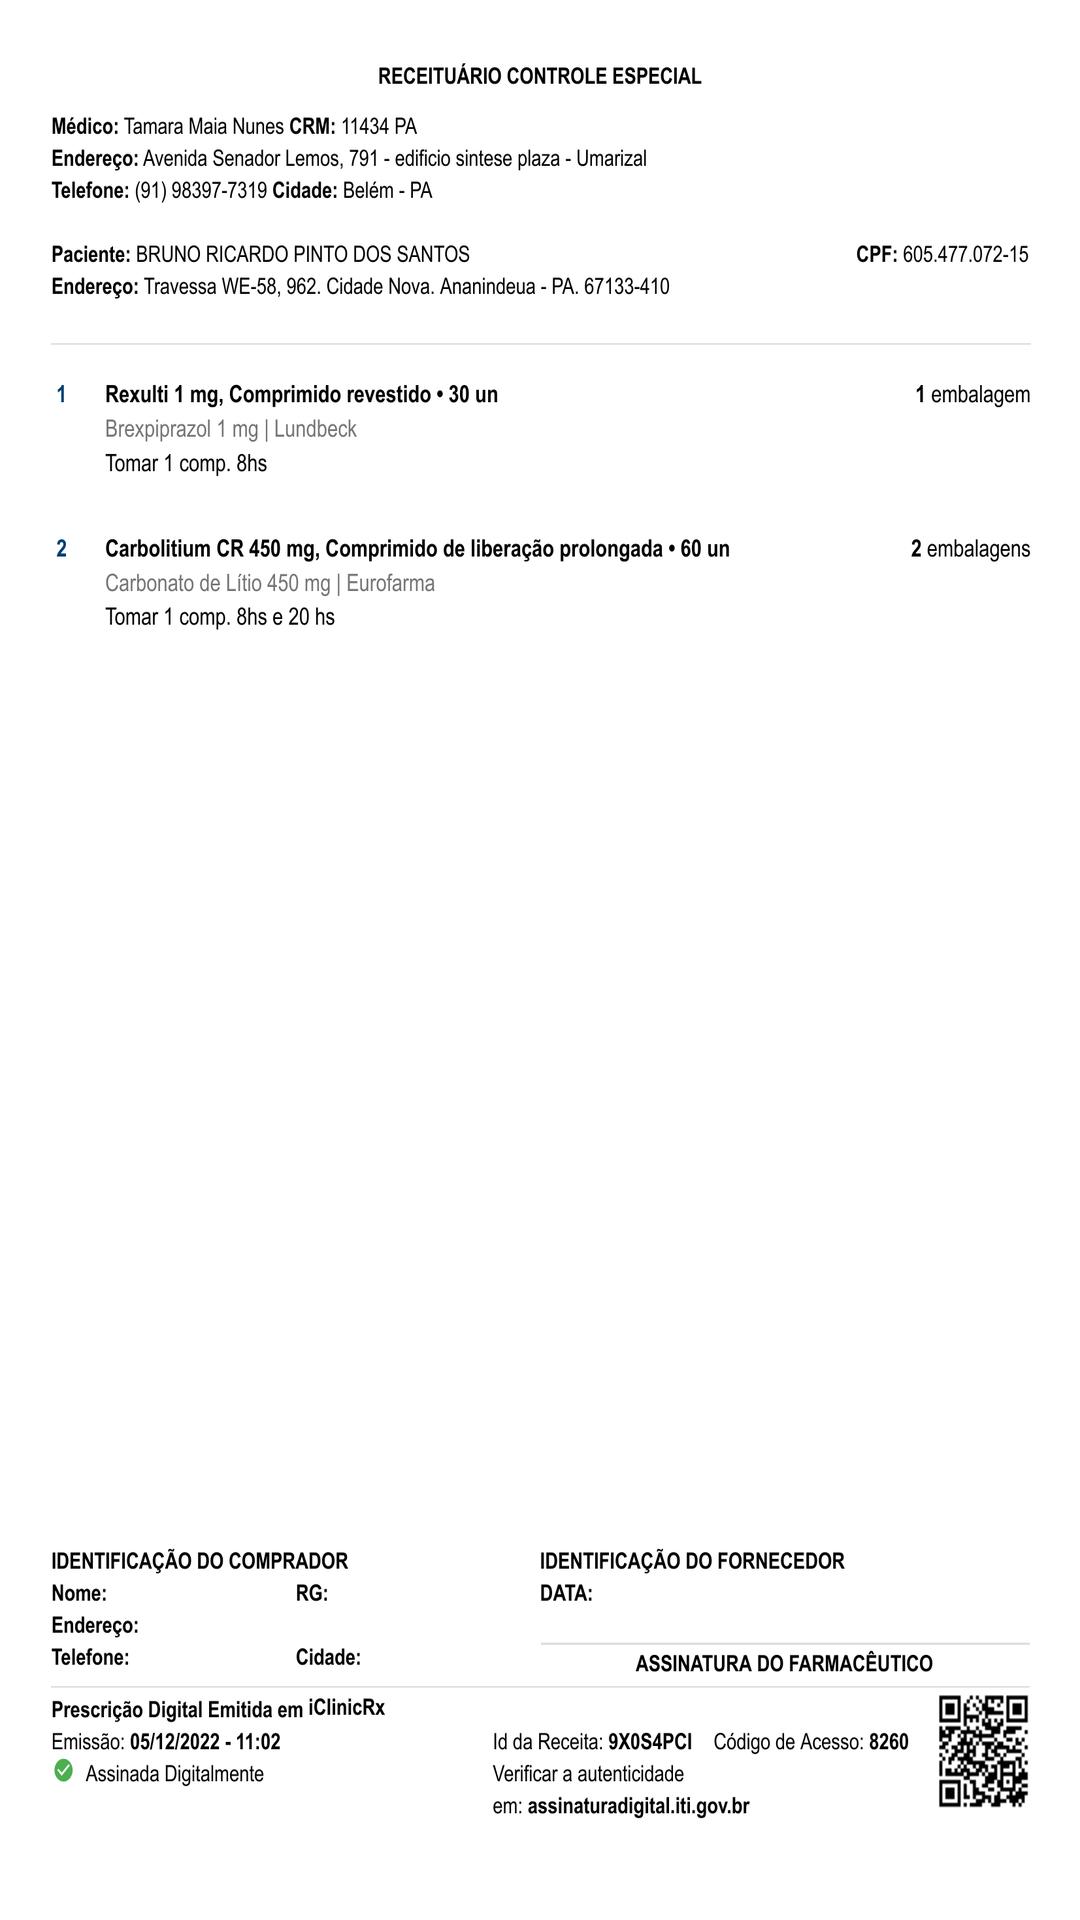 RECEITUÁRIO CONTROLE ESPECIAL
Médico: Tamara Maia Nunes CRM: 11434 PA
Endereço: Avenida Senador Lemos, 791 - edificio sintese plaza - Umarizal
Telefone: (91) 98397-7319 Cidade: Belém - PA
Paciente: BRUNO RICARDO PINTO DOS SANTOS CPF: 605.477.072-15
Endereço: Travessa WE-58, 962. Cidade Nova. Ananindeua - PA. 67133-410
1 Rexulti 1 mg, Comprimido revestido • 30 un 1 embalagem
Brexpiprazol 1 mg | Lundbeck
Tomar 1 comp. 8hs
2 Carbolitium CR 450 mg, Comprimido de liberação prolongada • 60 un 2 embalagens
Carbonato de Lítio 450 mg | Eurofarma
Tomar 1 comp. 8hs e 20 hs
IDENTIFICAÇÃO DO COMPRADOR
Nome: RG:
Endereço:
Telefone: Cidade:
IDENTIFICAÇÃO DO FORNECEDOR
DATA:
ASSINATURA DO FARMACÊUTICO
Prescrição Digital Emitida em iClinicRx
Emissão: 05/12/2022 - 11:02
Assinada Digitalmente
Id da Receita: 9X0S4PCI Código de Acesso: 8260
Verificar a autenticidade
em: assinaturadigital.iti.gov.br